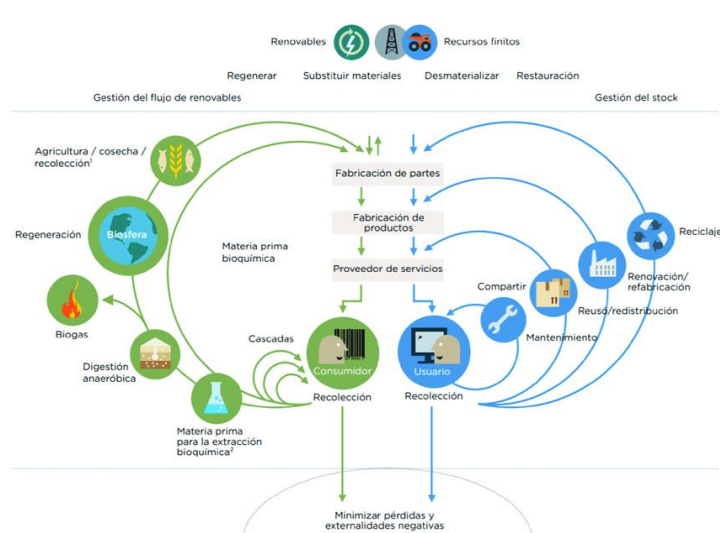 Renovables
Recursos finitos
Regenerar
Substituir materiales
Desmaterializar
Restauración
Gestión del flujo de renovables
Gestión del stock
Agricultura / cosecha /
recolección¹
Fabricación de partes
Regeneración
Biosfera
Fabricación de
productos
Reciclaje
Materia prima
bioquímica
Proveedor de servicios
Renovación/
refabricación
Compartir
Reuso/redistribución
Biogas
Cascadas
Mantenimiento
Digestión
anaeróbica
Consumidor
Usuario
Recolección
Recolección
Materia prima
para la extracción
bioquímica²
Minimizar pérdidas y
externalidades negativas